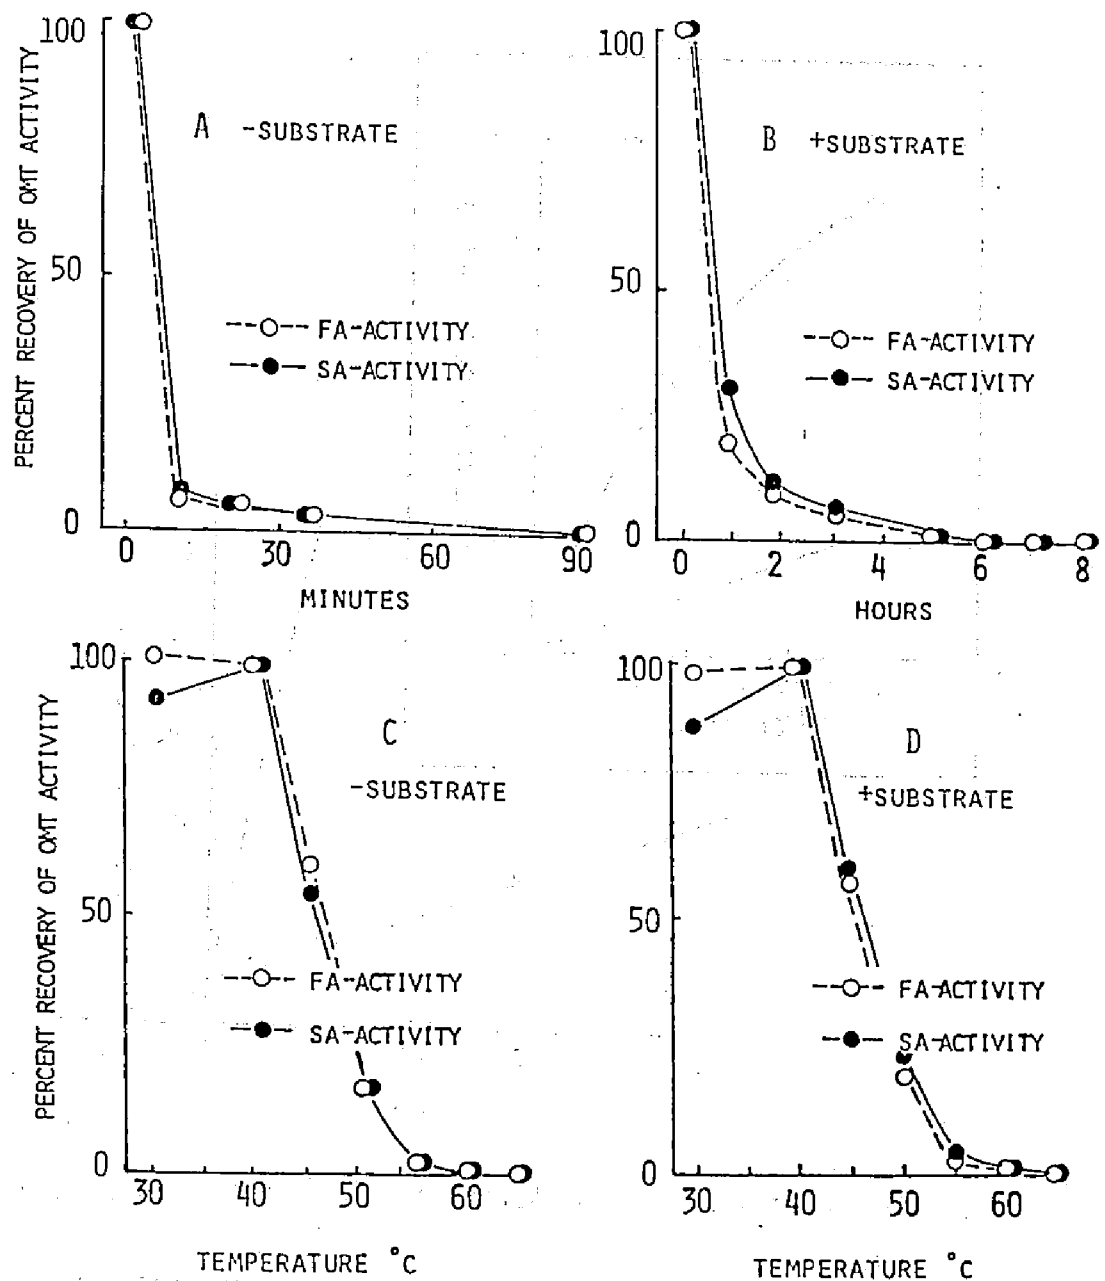 PERCENT RECOVERY OF OMT ACTIVITY
100
50
0
A -SUBSTRATE
--○-- FA-ACTIVITY
-●- SA-ACTIVITY
0 30 60 90
MINUTES
100
50
0
B +SUBSTRATE
--○-- FA-ACTIVITY
-●- SA-ACTIVITY
0 2 4 6 8
HOURS
PERCENT RECOVERY OF OMT ACTIVITY
100
50
0
C
-SUBSTRATE
--○-- FA-ACTIVITY
-●- SA-ACTIVITY
30 40 50 60
TEMPERATURE °C
100
50
0
D
+SUBSTRATE
--○-- FA-ACTIVITY
-●- SA-ACTIVITY
30 40 50 60
TEMPERATURE °C